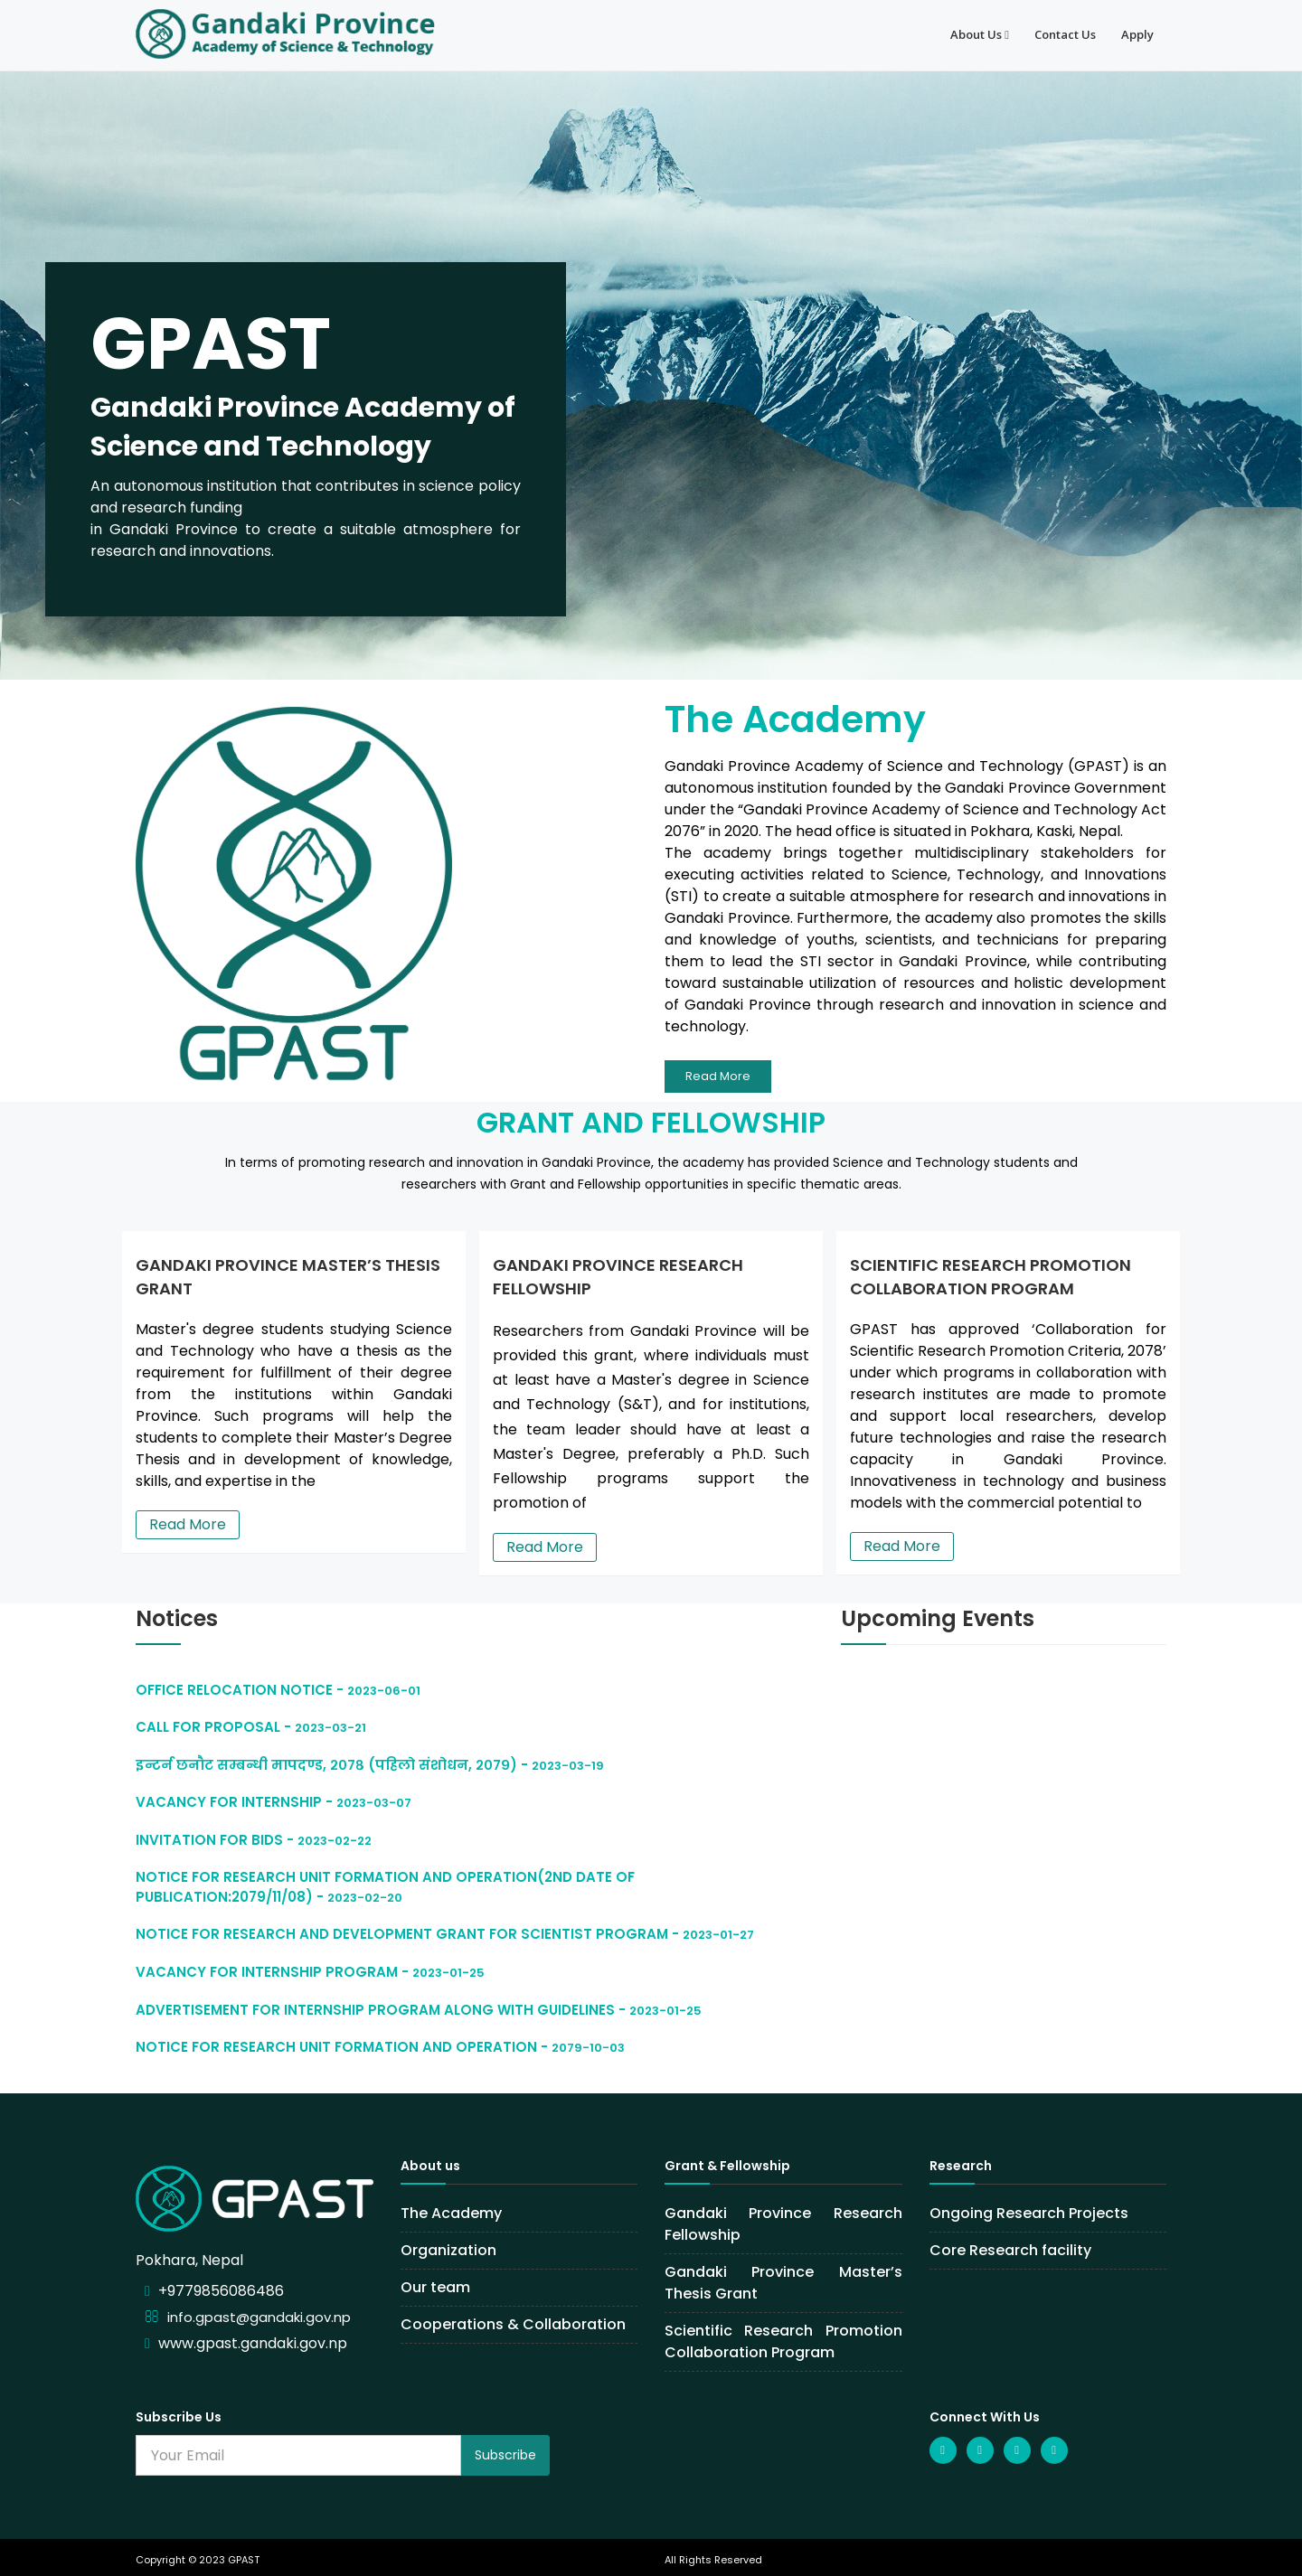 Gandaki Province
Academy of Science & Technology
About Us
Contact Us
Apply
GPAST
Gandaki Province Academy of
Science and Technology
An autonomous institution that contributes in science policy
and research funding
in Gandaki Province to create a suitable atmosphere for
research and innovations.
GPAST
The Academy
Gandaki Province Academy of Science and Technology (GPAST) is an
autonomous institution founded by the Gandaki Province Government
under the “Gandaki Province Academy of Science and Technology Act
2076” in 2020. The head office is situated in Pokhara, Kaski, Nepal.
The academy brings together multidisciplinary stakeholders for
executing activities related to Science, Technology, and Innovations
(STI) to create a suitable atmosphere for research and innovations in
Gandaki Province. Furthermore, the academy also promotes the skills
and knowledge of youths, scientists, and technicians for preparing
them to lead the STI sector in Gandaki Province, while contributing
toward sustainable utilization of resources and holistic development
of Gandaki Province through research and innovation in science and
technology.
Read More
GRANT AND FELLOWSHIP
In terms of promoting research and innovation in Gandaki Province, the academy has provided Science and Technology students and
researchers with Grant and Fellowship opportunities in specific thematic areas.
GANDAKI PROVINCE MASTER’S THESIS
GRANT
Master's degree students studying Science
and Technology who have a thesis as the
requirement for fulfillment of their degree
from the institutions within Gandaki
Province. Such programs will help the
students to complete their Master’s Degree
Thesis and in development of knowledge,
skills, and expertise in the
Read More
GANDAKI PROVINCE RESEARCH
FELLOWSHIP
Researchers from Gandaki Province will be
provided this grant, where individuals must
at least have a Master's degree in Science
and Technology (S&T), and for institutions,
the team leader should have at least a
Master's Degree, preferably a Ph.D. Such
Fellowship programs support the
promotion of
Read More
SCIENTIFIC RESEARCH PROMOTION
COLLABORATION PROGRAM
GPAST has approved ‘Collaboration for
Scientific Research Promotion Criteria, 2078’
under which programs in collaboration with
research institutes are made to promote
and support local researchers, develop
future technologies and raise the research
capacity in Gandaki Province.
Innovativeness in technology and business
models with the commercial potential to
Read More
Notices
OFFICE RELOCATION NOTICE - 2023-06-01
CALL FOR PROPOSAL - 2023-03-21
इन्टर्न छनौट सम्बन्धी मापदण्ड, २०७८ (पहिलो संशोधन, २०७९) - 2023-03-19
VACANCY FOR INTERNSHIP - 2023-03-07
INVITATION FOR BIDS - 2023-02-22
NOTICE FOR RESEARCH UNIT FORMATION AND OPERATION(2ND DATE OF
PUBLICATION:2079/11/08) - 2023-02-20
NOTICE FOR RESEARCH AND DEVELOPMENT GRANT FOR SCIENTIST PROGRAM - 2023-01-27
VACANCY FOR INTERNSHIP PROGRAM - 2023-01-25
ADVERTISEMENT FOR INTERNSHIP PROGRAM ALONG WITH GUIDELINES - 2023-01-25
NOTICE FOR RESEARCH UNIT FORMATION AND OPERATION - 2079-10-03
Upcoming Events
GPAST
Pokhara, Nepal
+9779856086486
info.gpast@gandaki.gov.np
www.gpast.gandaki.gov.np
About us
The Academy
Organization
Our team
Cooperations & Collaboration
Grant & Fellowship
Gandaki Province Research
Fellowship
Gandaki Province Master’s
Thesis Grant
Scientific Research Promotion
Collaboration Program
Research
Ongoing Research Projects
Core Research facility
Subscribe Us
Your Email
Subscribe
Connect With Us
Copyright © 2023 GPAST
All Rights Reserved